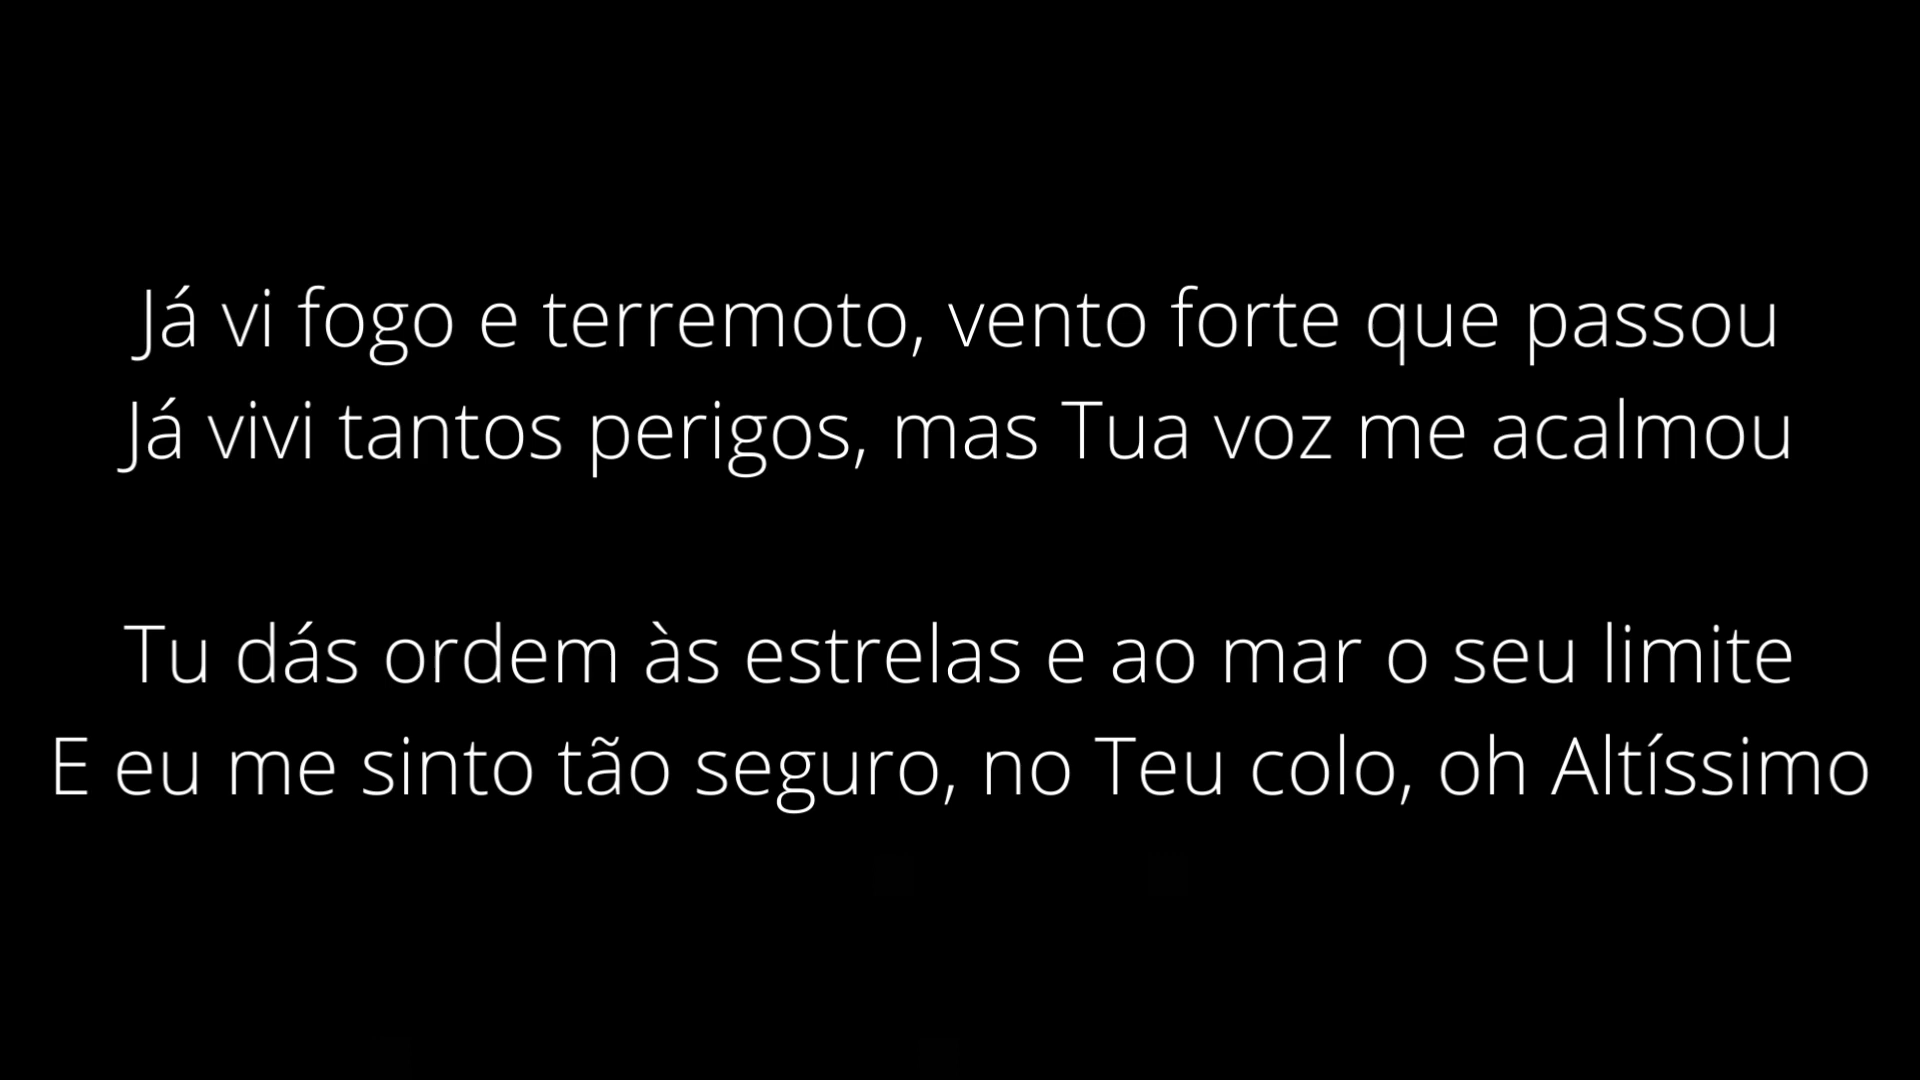 Já vi fogo e terremoto, vento forte que passou
Já vivi tantos perigos, mas Tua voz me acalmou
Tu dás ordem às estrelas e ao mar o seu limite
E eu me sinto tão seguro, no Teu colo, oh Altíssimo